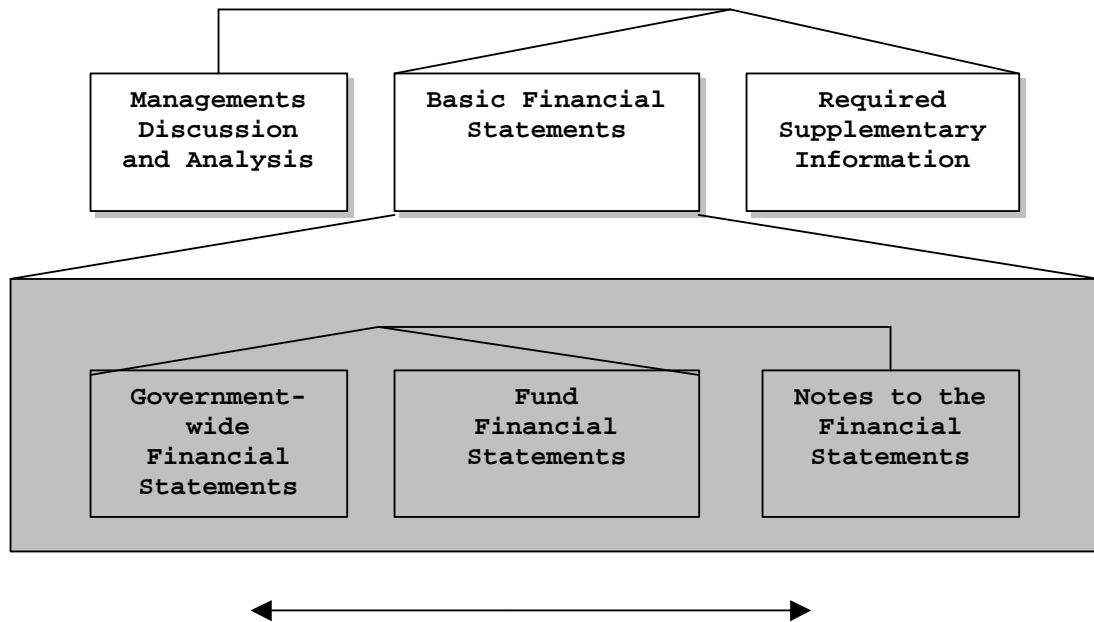 Managements
Discussion
and Analysis
Basic Financial
Statements
Required
Supplementary
Information
Government-
wide
Financial
Statements
Fund
Financial
Statements
Notes to the
Financial
Statements